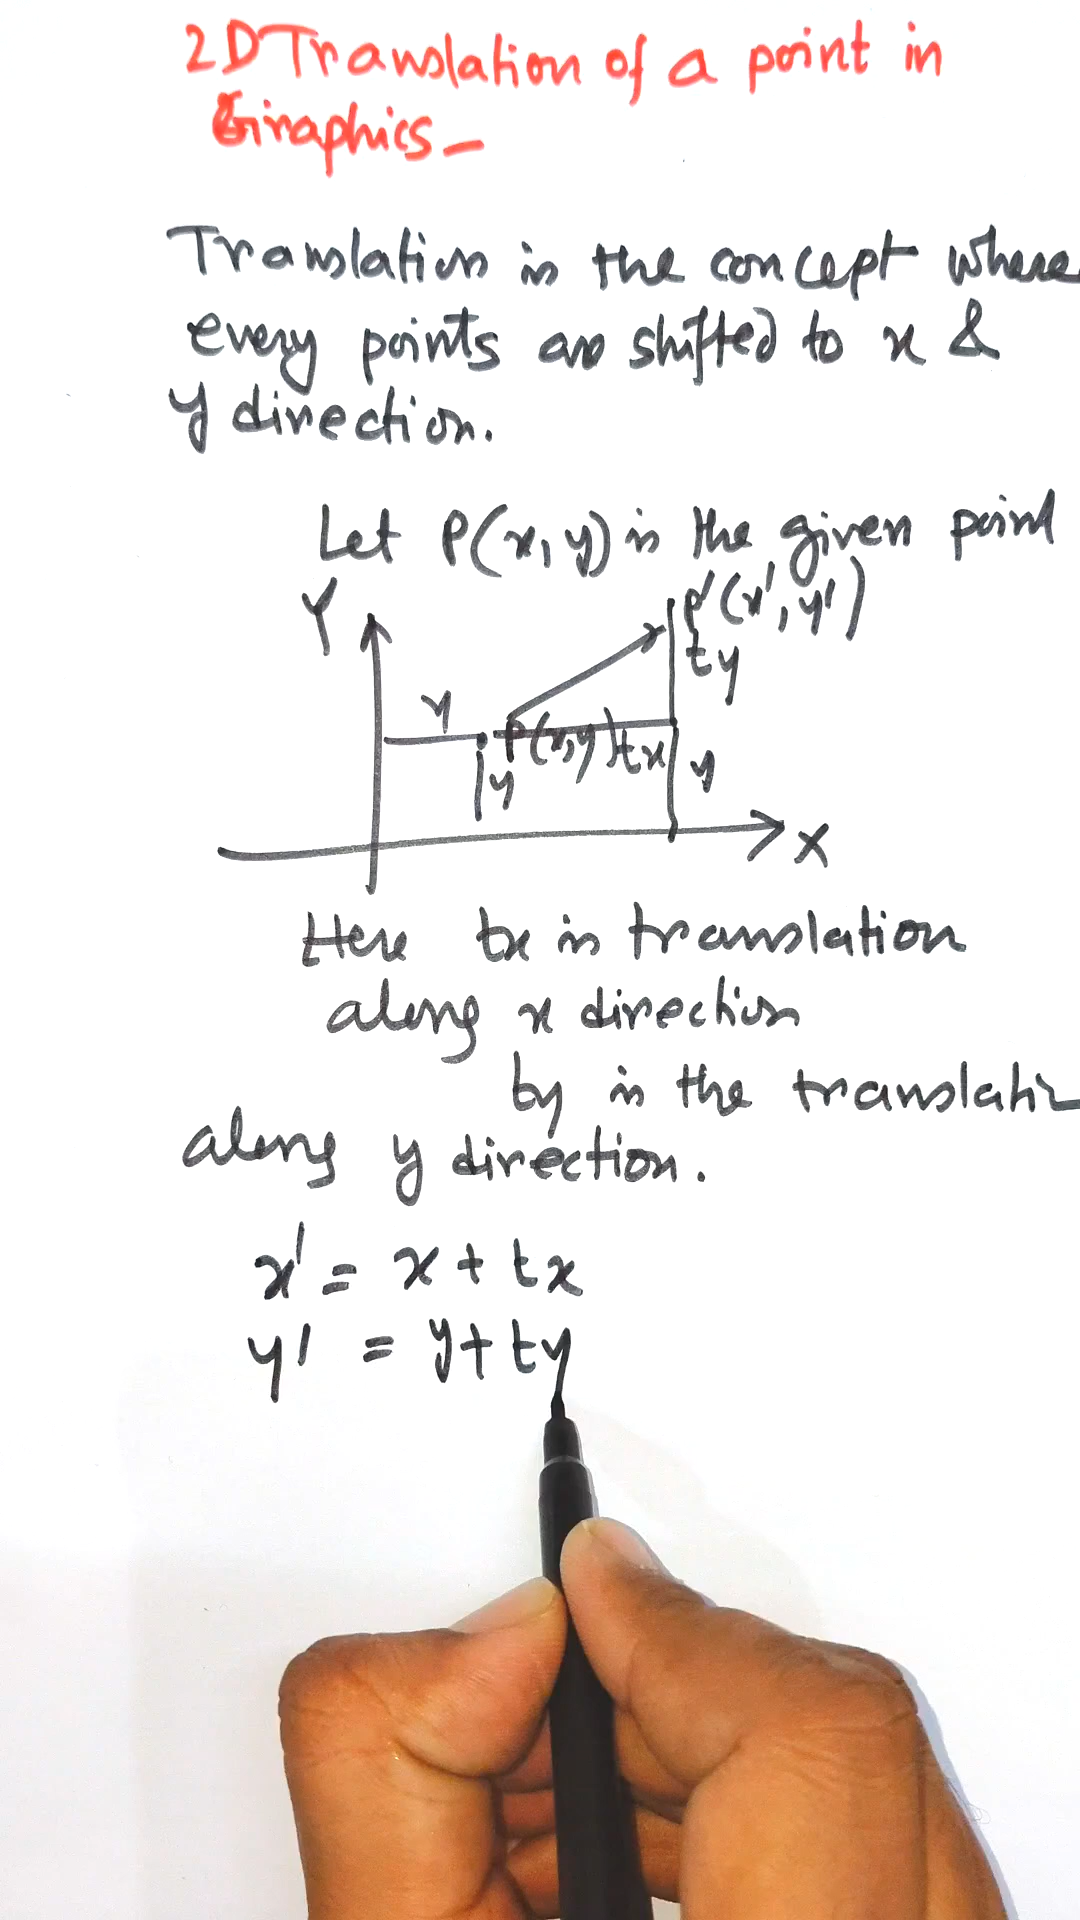 2D Translation of a point in
Graphics -
Translation is the concept where
every points are shifted to x &
y direction.
Let P(x, y) is the given point
Y
P'(x', y')
ty
x
P(x,y) tx
y
y
X
Here tx is translation
along x direction
ty is the translatin
along y direction.
x' = x + tx
y' = y + ty